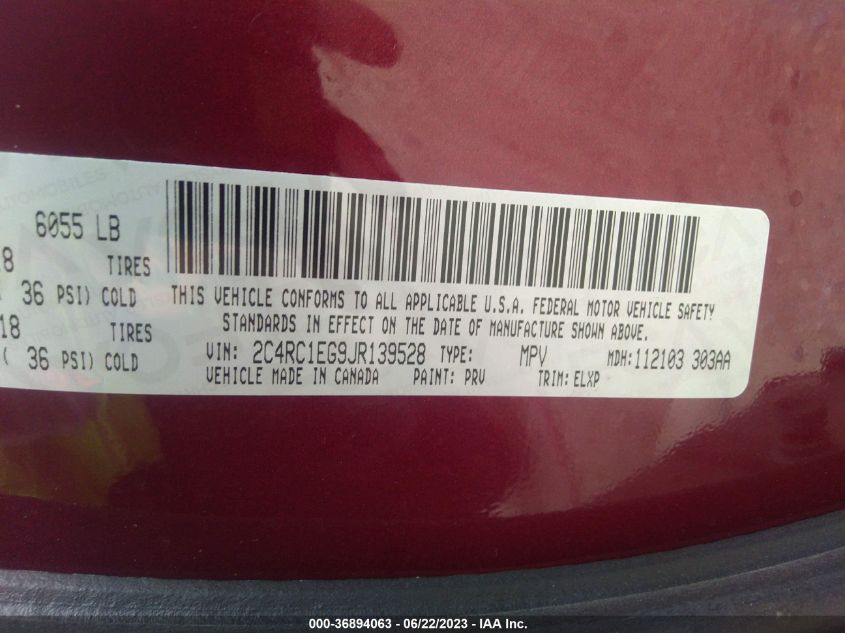 6055 LB
18 TIRES
36 PSI) COLD
18 TIRES
( 36 PSI) COLD
THIS VEHICLE CONFORMS TO ALL APPLICABLE U.S.A. FEDERAL MOTOR VEHICLE SAFETY
STANDARDS IN EFFECT ON THE DATE OF MANUFACTURE SHOWN ABOVE.
VIN: 2C4RC1EG9JR139528 TYPE: MPV MDH:112103 303AA
VEHICLE MADE IN CANADA PAINT: PRV TRIM: ELXP
000-36894063 - 06/22/2023 - IAA Inc.